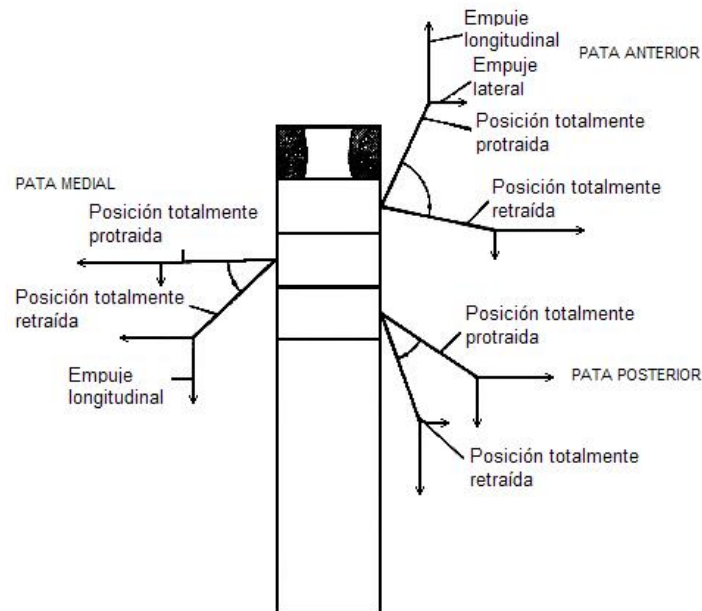 Empuje
longitudinal
PATA ANTERIOR
Empuje
lateral
Posición totalmente
protraida
PATA MEDIAL
Posición totalmente
protraida
Posición totalmente
retraída
Posición totalmente
retraída
Posición totalmente
protraida
Empuje
longitudinal
PATA POSTERIOR
Posición totalmente
retraída